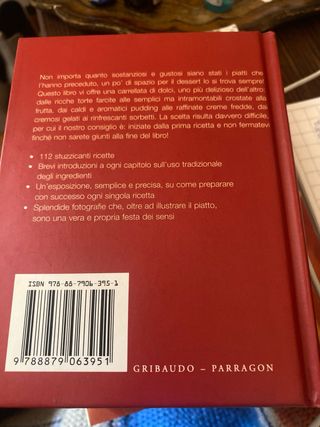 Non importa quanto sostanziosi e gustosi siano stati i piatti che
l'hanno preceduto, un po' di spazio per il dessert lo si trova sempre!
Questo libro vi offre una carrellata di dolci, uno più delizioso dell'altro:
dalle ricche torte farcite alle semplici ma intramontabili crostate alla
frutta, dai caldi e aromatici pudding alle raffinate creme fredde, dai
cremosi gelati ai rinfrescanti sorbetti. La scelta risulta davvero difficile,
per cui il nostro consiglio è: iniziate dalla prima ricetta e non fermatevi
finché non sarete giunti alla fine del libro!
• 112 stuzzicanti ricette
• Brevi introduzioni a ogni capitolo sull'uso tradizionale
degli ingredienti
• Un'esposizione, semplice e precisa, su come preparare
con successo ogni singola ricetta
• Splendide fotografie che, oltre ad illustrare il piatto,
sono una vera e propria festa dei sensi
ISBN 978-88-7906-395-1
9 788879 063951
GRIBAUDO – PARRAGON